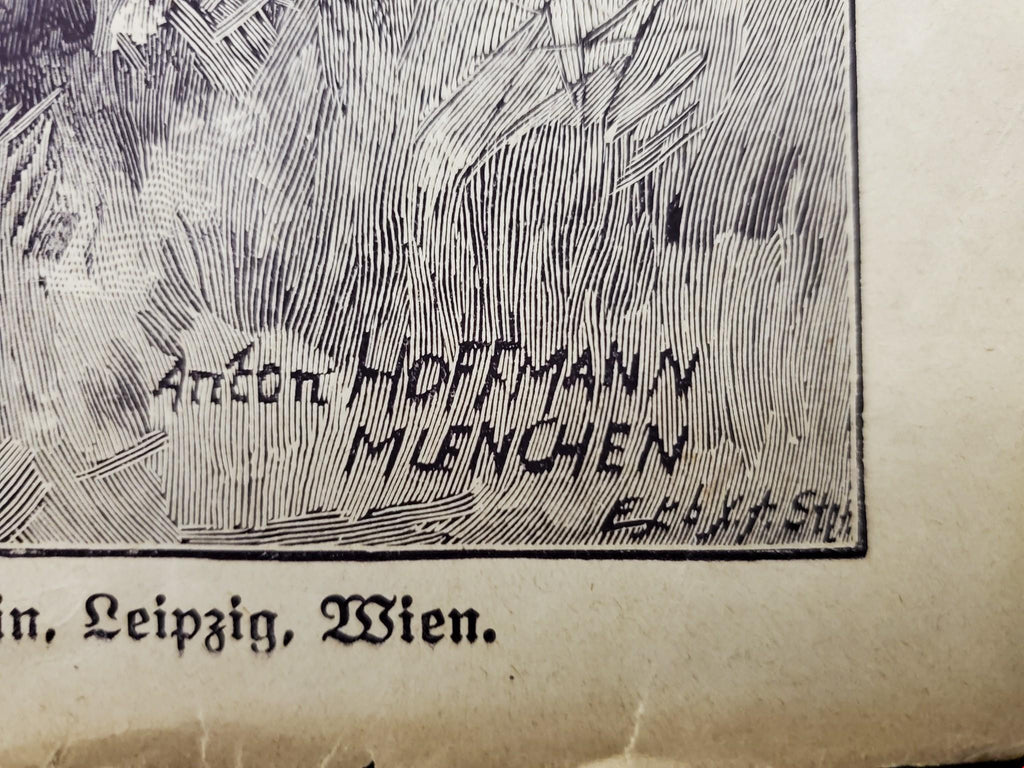 Anton HOFFMANN
MUENCHEN
in, Leipzig, Wien.